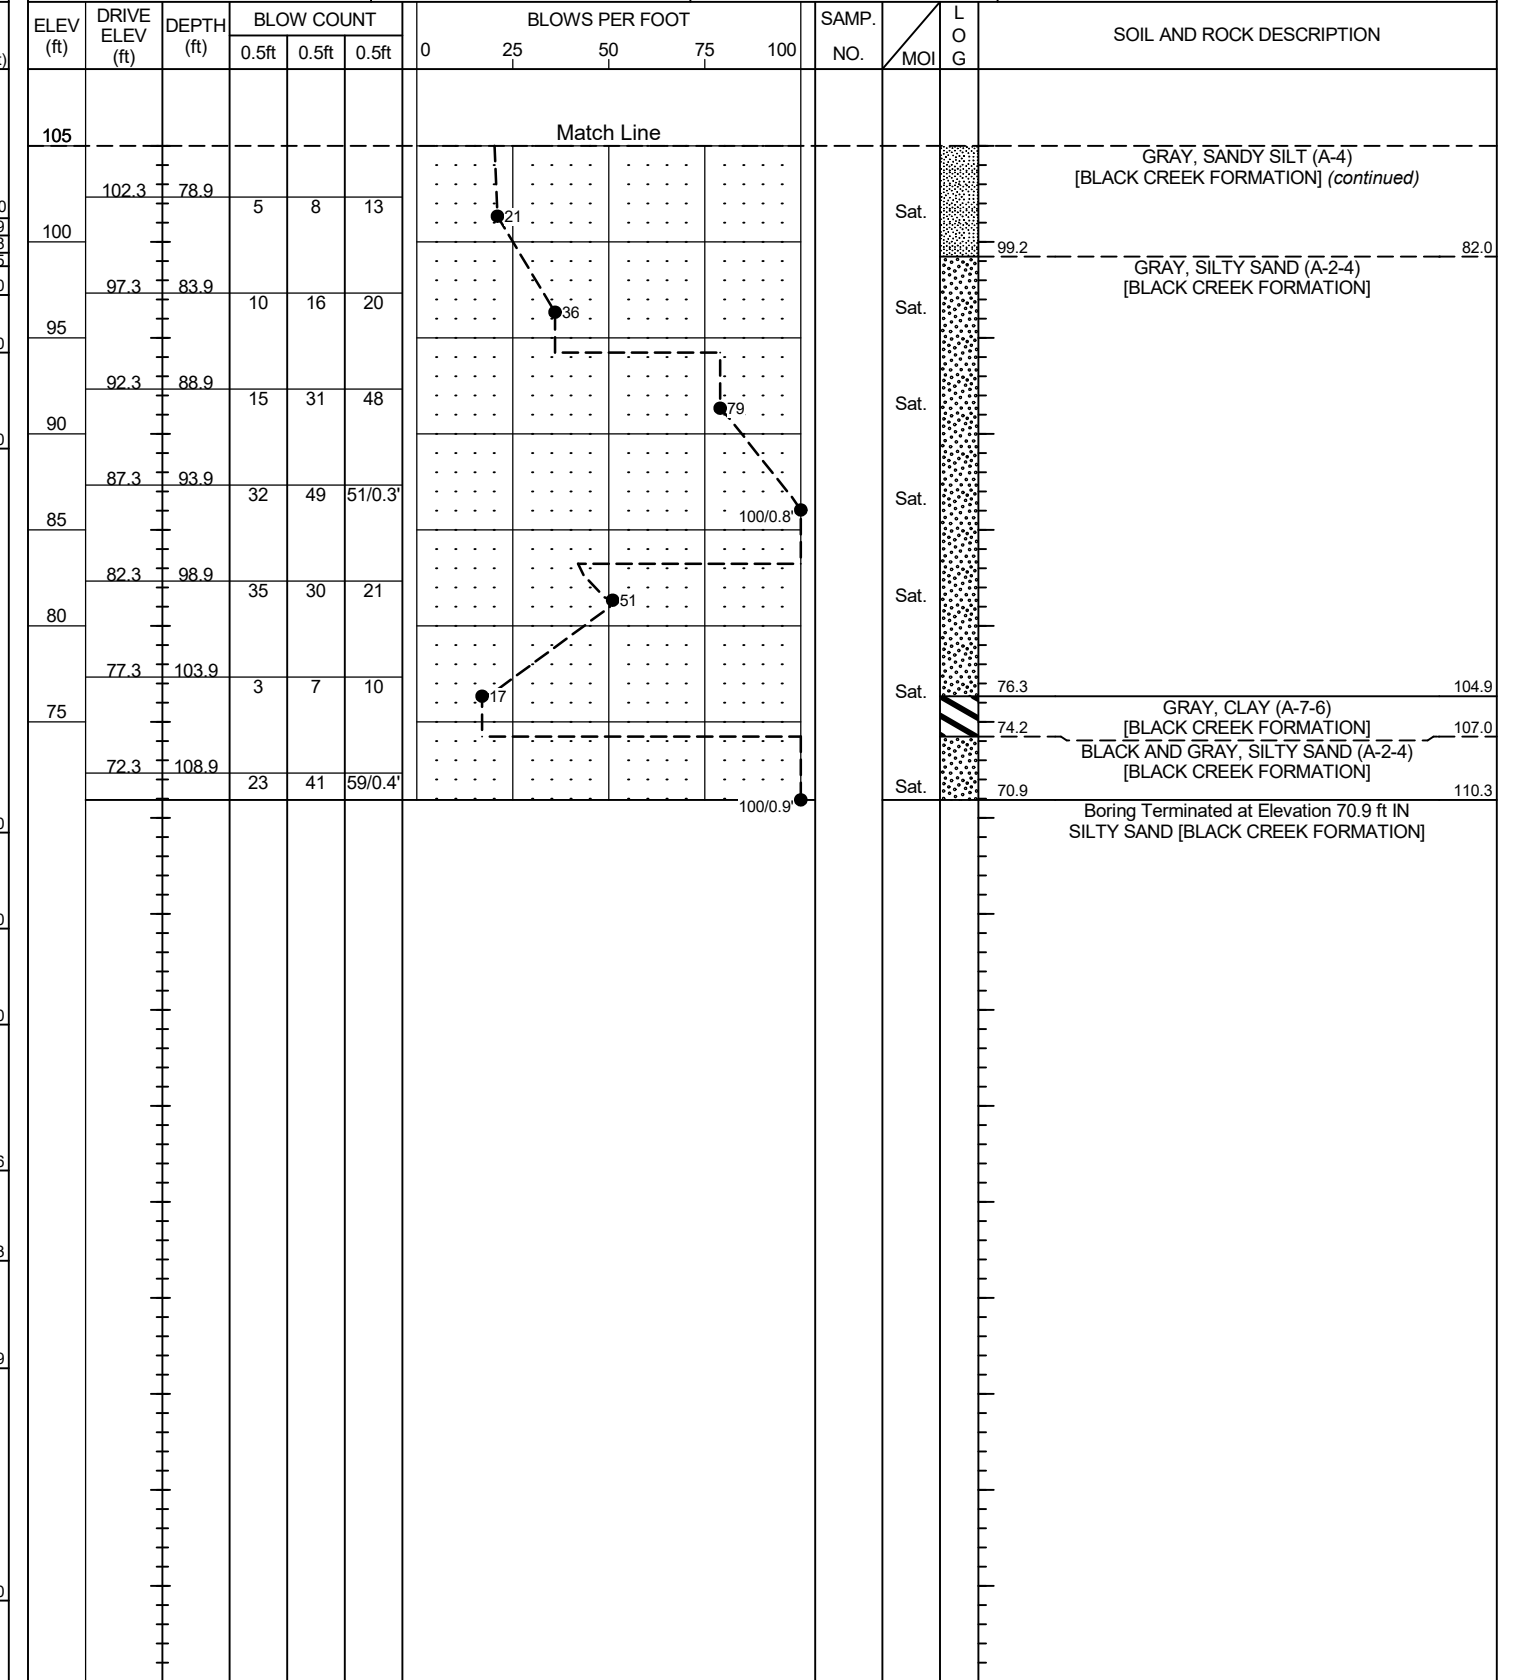 ELEV (ft) DRIVE ELEV (ft) DEPTH (ft) BLOW COUNT BLOWS PER FOOT SAMP. NO. MOI LOG SOIL AND ROCK DESCRIPTION
0.5ft 0.5ft 0.5ft 0 25 50 75 100
105 Match Line
GRAY, SANDY SILT (A-4)
[BLACK CREEK FORMATION] (continued)
102.3 78.9
5 8 13 21 Sat.
100
99.2 82.0
GRAY, SILTY SAND (A-2-4)
[BLACK CREEK FORMATION]
97.3 83.9
10 16 20 36 Sat.
95
92.3 88.9
15 31 48 79 Sat.
90
87.3 93.9
32 49 51/0.3' 100/0.8' Sat.
85
82.3 98.9
35 30 21 51 Sat.
80
77.3 103.9
3 7 10 17 Sat.
76.3 104.9
75
GRAY, CLAY (A-7-6)
[BLACK CREEK FORMATION]
74.2 107.0
BLACK AND GRAY, SILTY SAND (A-2-4)
[BLACK CREEK FORMATION]
72.3 108.9
23 41 59/0.4' 100/0.9' Sat.
70.9 110.3
Boring Terminated at Elevation 70.9 ft IN
SILTY SAND [BLACK CREEK FORMATION]